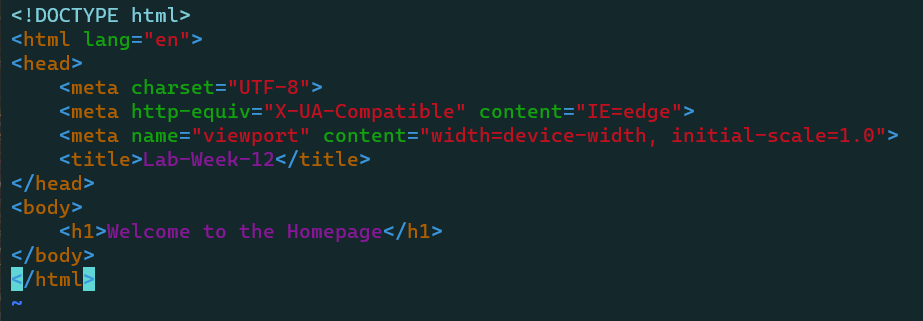 <!DOCTYPE html>
<html lang="en">
<head>
    <meta charset="UTF-8">
    <meta http-equiv="X-UA-Compatible" content="IE=edge">
    <meta name="viewport" content="width=device-width, initial-scale=1.0">
    <title>Lab-Week-12</title>
</head>
<body>
    <h1>Welcome to the Homepage</h1>
</body>
</html>
~